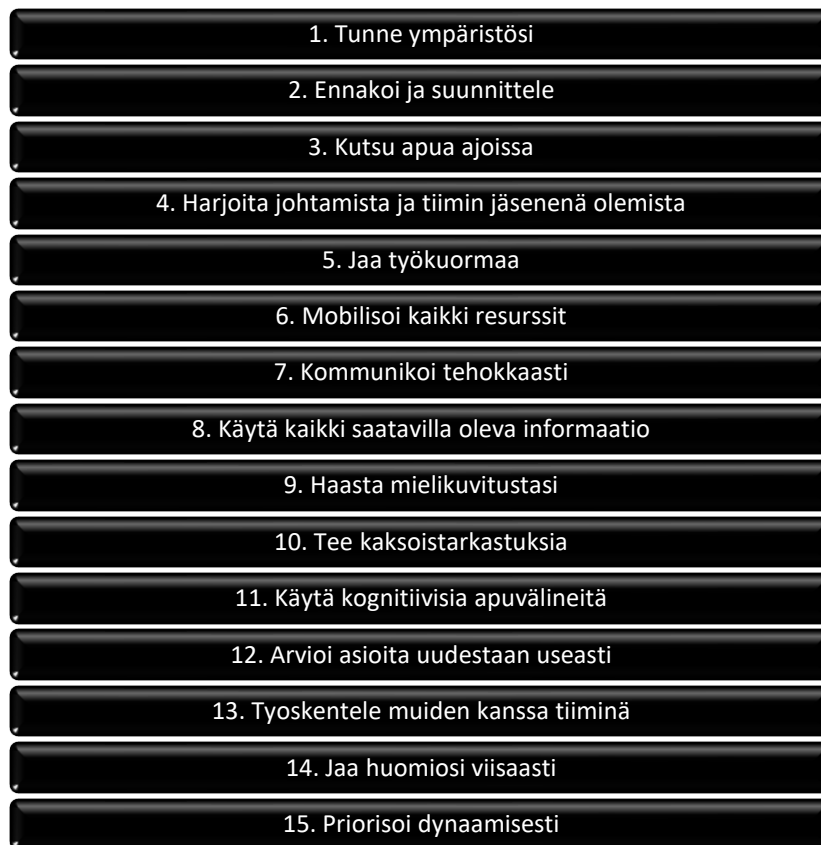 1. Tunne ympäristösi
2. Ennakoi ja suunnittele
3. Kutsu apua ajoissa
4. Harjoita johtamista ja tiimin jäsenenä olemista
5. Jaa työkuormaa
6. Mobilisoi kaikki resurssit
7. Kommunikoi tehokkaasti
8. Käytä kaikki saatavilla oleva informaatio
9. Haasta mielikuvitustasi
10. Tee kaksoistarkastuksia
11. Käytä kognitiivisia apuvälineitä
12. Arvioi asioita uudestaan useasti
13. Tyoskentele muiden kanssa tiiminä
14. Jaa huomiosi viisaasti
15. Priorisoi dynaamisesti